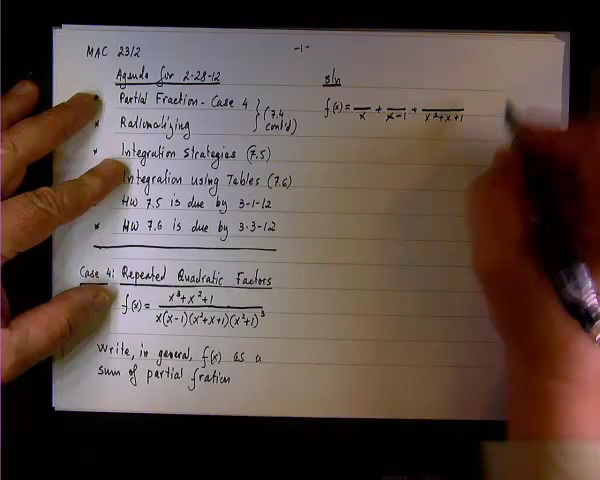 MAC 2312
-1-
Agenda for 2-28-12
* Partial Fraction - Case 4
* Rationalizing
} (7.4 cont'd)
* Integration Strategies (7.5)
Integration using Tables (7.6)
HW 7.5 is due by 3-1-12
* HW 7.6 is due by 3-3-12
Case 4: Repeated Quadratic Factors
f(x) = x³+x²+1 / x(x-1)(x²+x+1)(x²+1)³
write, in general, f(x) as a
sum of partial fration
sln
f(x) = —/x + —/x-1 + —/x²+x+1